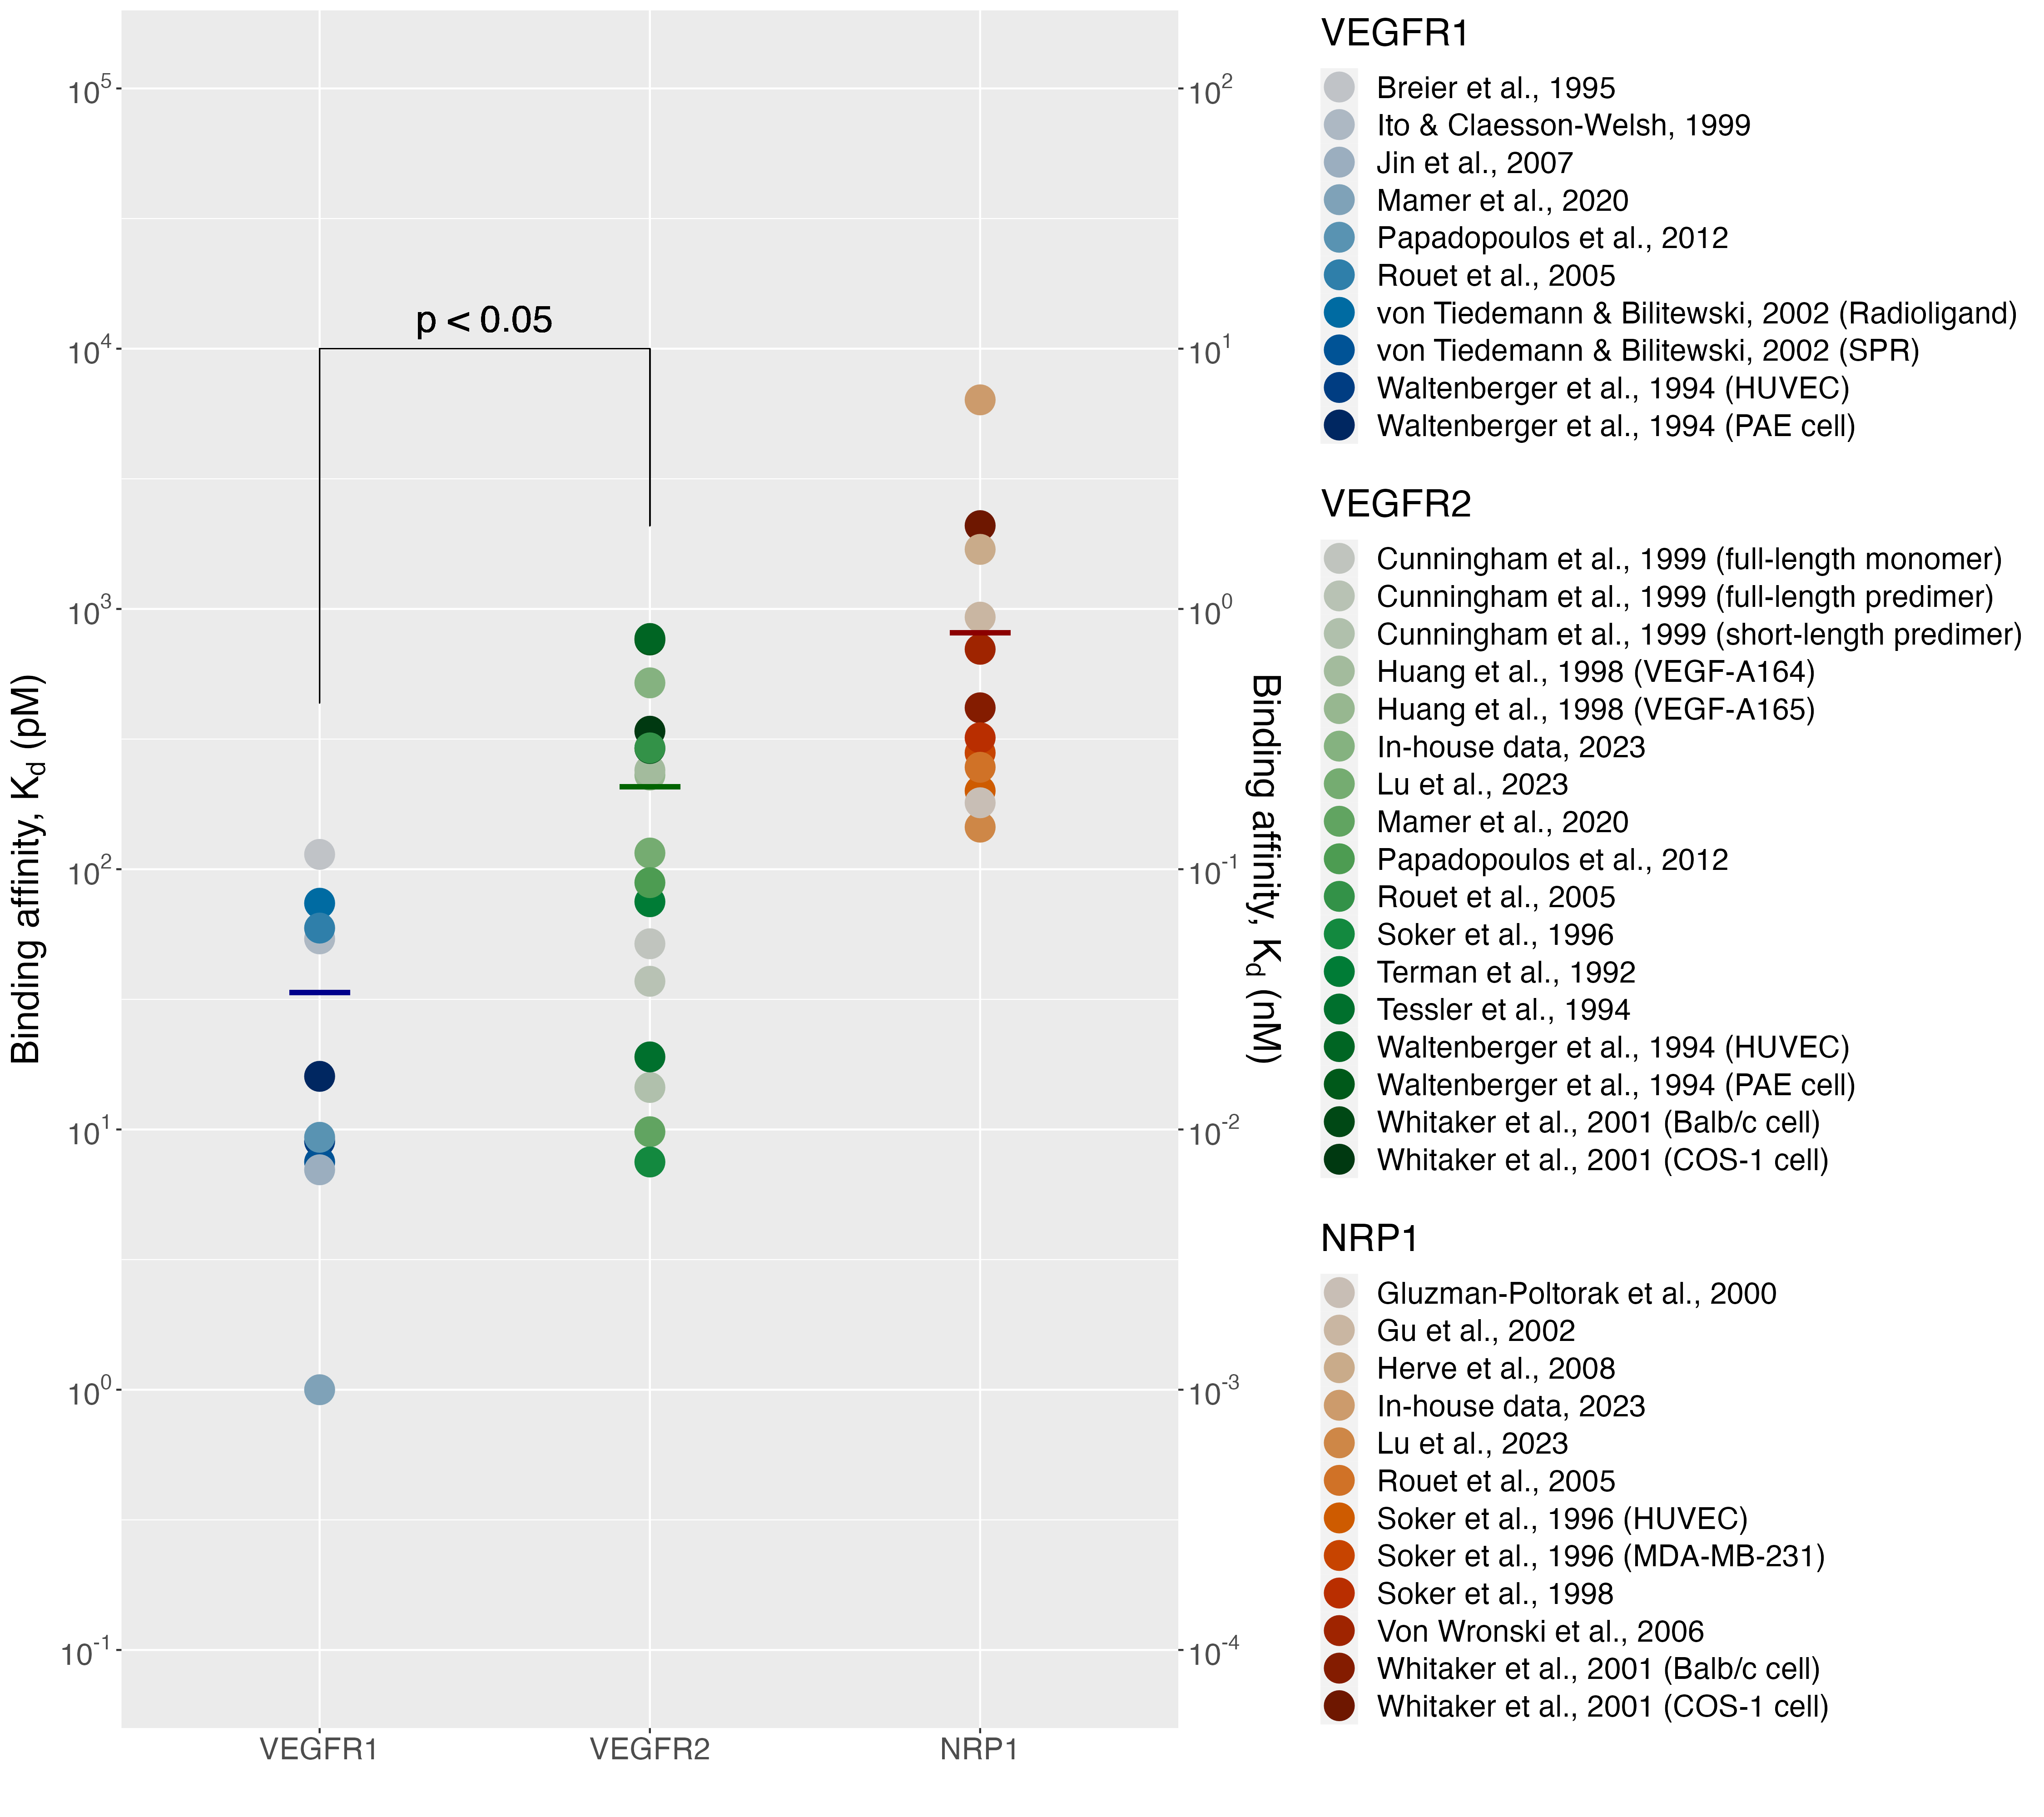 Binding affinity, Kd (pM)
10^5
10^4
10^3
10^2
10^1
10^0
10^-1
p < 0.05
VEGFR1
VEGFR2
NRP1
10^2
10^1
10^0
10^-1
10^-2
10^-3
10^-4
Binding affinity, Kd (nM)
VEGFR1
Breier et al., 1995
Ito & Claesson-Welsh, 1999
Jin et al., 2007
Mamer et al., 2020
Papadopoulos et al., 2012
Rouet et al., 2005
von Tiedemann & Bilitewski, 2002 (Radioligand)
von Tiedemann & Bilitewski, 2002 (SPR)
Waltenberger et al., 1994 (HUVEC)
Waltenberger et al., 1994 (PAE cell)
VEGFR2
Cunningham et al., 1999 (full-length monomer)
Cunningham et al., 1999 (full-length predimer)
Cunningham et al., 1999 (short-length predimer)
Huang et al., 1998 (VEGF-A164)
Huang et al., 1998 (VEGF-A165)
In-house data, 2023
Lu et al., 2023
Mamer et al., 2020
Papadopoulos et al., 2012
Rouet et al., 2005
Soker et al., 1996
Terman et al., 1992
Tessler et al., 1994
Waltenberger et al., 1994 (HUVEC)
Waltenberger et al., 1994 (PAE cell)
Whitaker et al., 2001 (Balb/c cell)
Whitaker et al., 2001 (COS-1 cell)
NRP1
Gluzman-Poltorak et al., 2000
Gu et al., 2002
Herve et al., 2008
In-house data, 2023
Lu et al., 2023
Rouet et al., 2005
Soker et al., 1996 (HUVEC)
Soker et al., 1996 (MDA-MB-231)
Soker et al., 1998
Von Wronski et al., 2006
Whitaker et al., 2001 (Balb/c cell)
Whitaker et al., 2001 (COS-1 cell)